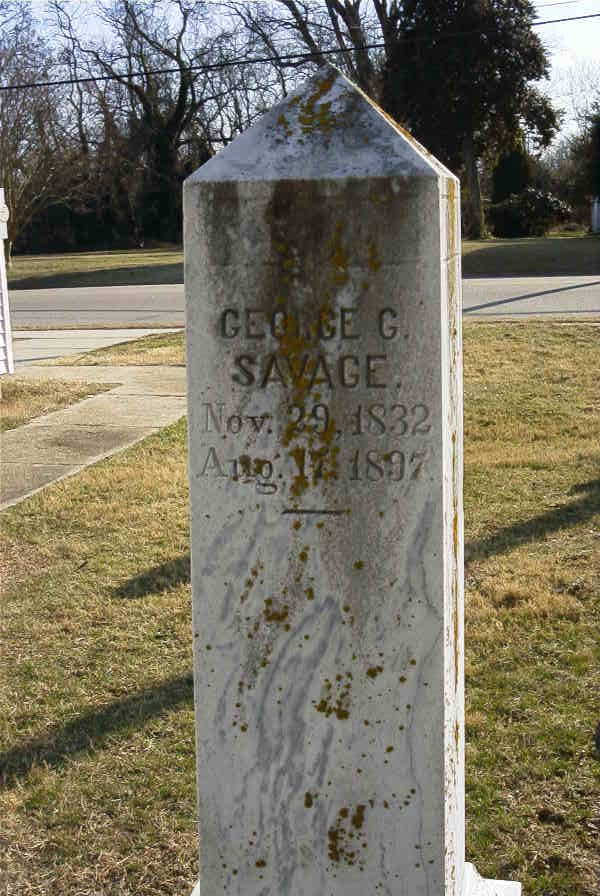 GEORGE G.
SAVAGE.
Nov. 29, 1832
Aug. 17, 1897.